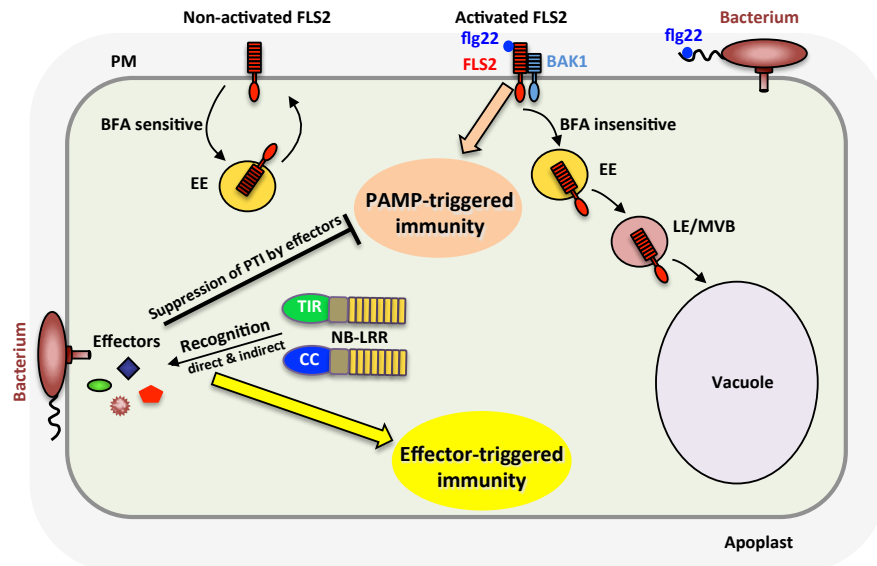 Non-activated FLS2
Activated FLS2
Bacterium
flg22
flg22
PM
FLS2
BAK1
BFA sensitive
BFA insensitive
EE
EE
PAMP-triggered
immunity
LE/MVB
Suppression of PTI by effectors
TIR
Bacterium
Effectors
Recognition
direct & indirect
NB-LRR
CC
Vacuole
Effector-triggered
immunity
Apoplast